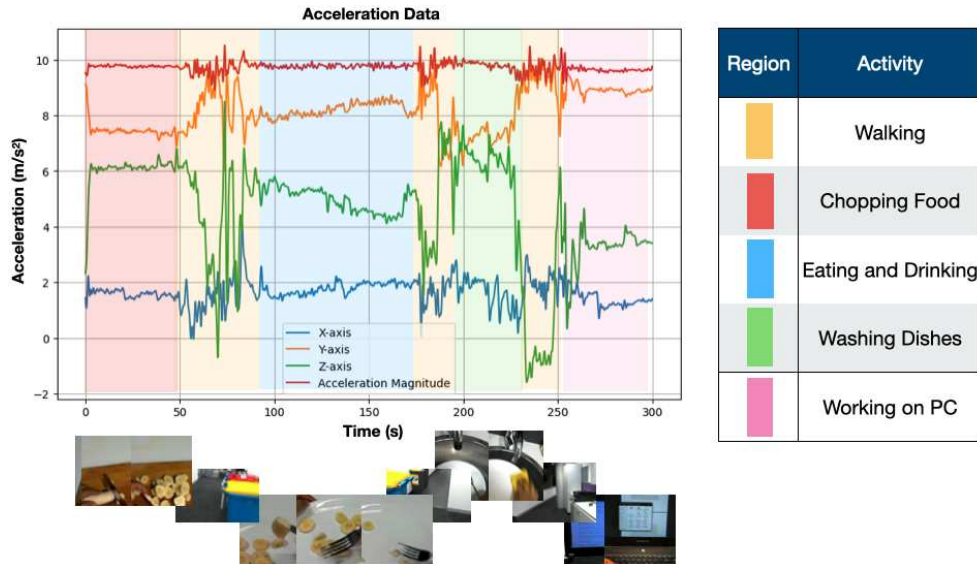 Acceleration Data
Acceleration (m/s²)
10
8
6
4
2
0
−2
X-axis
Y-axis
Z-axis
Acceleration Magnitude
0 50 100 150 200 250 300
Time (s)
Region Activity
Walking
Chopping Food
Eating and Drinking
Washing Dishes
Working on PC